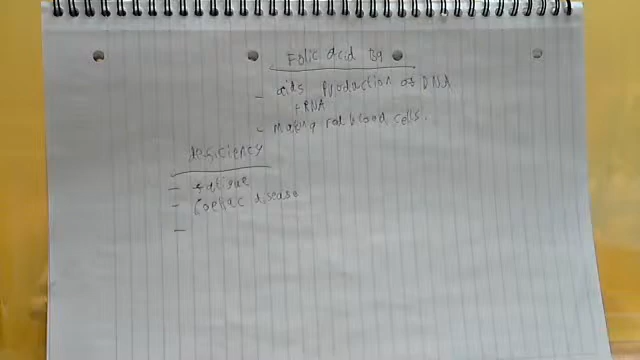 Folic acid B9
- aids production of DNA
+ RNA
- Making red blood cells.
deficiency
- fatigue
- Coeliac disease
-